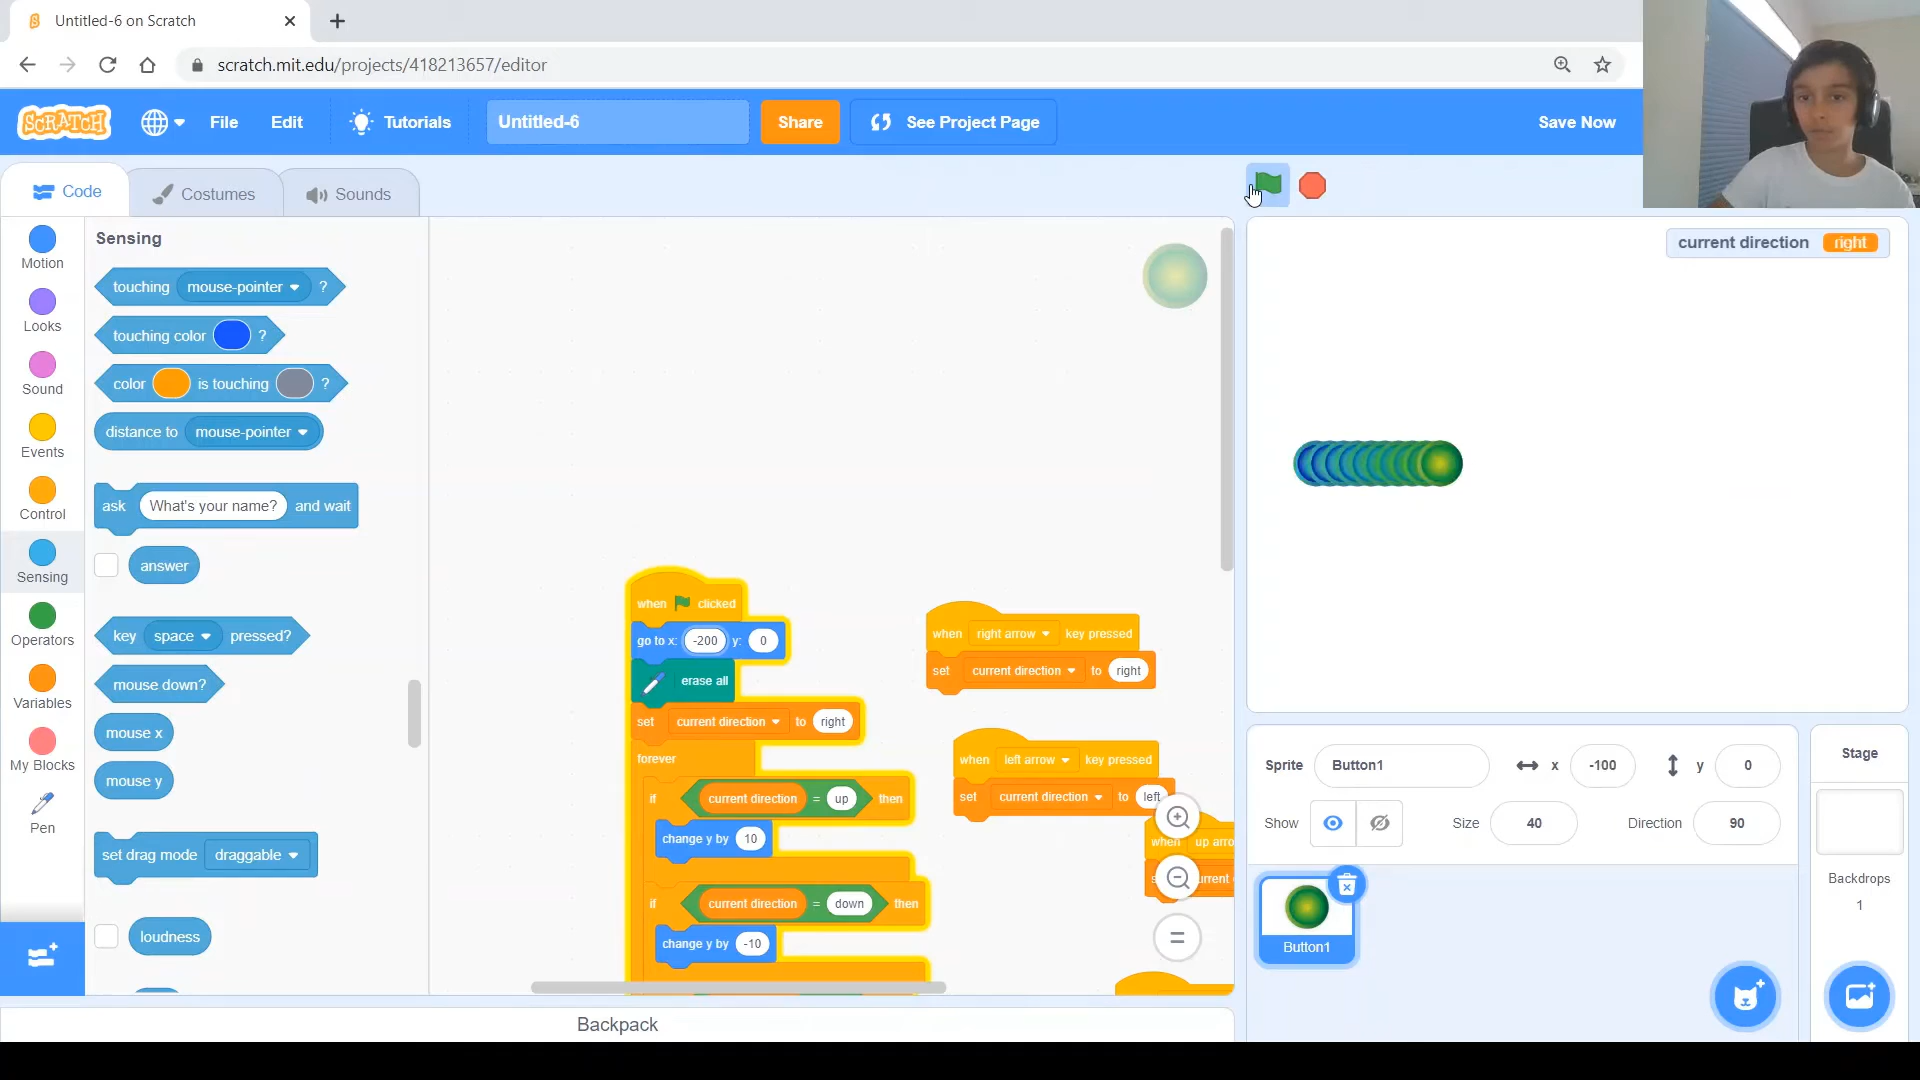 Untitled-6 on Scratch
scratch.mit.edu/projects/418213657/editor
SCRATCH
File
Edit
Tutorials
Untitled-6
Share
See Project Page
Save Now
Code
Costumes
Sounds
Motion
Looks
Sound
Events
Control
Sensing
Operators
Variables
My Blocks
Pen
Sensing
touching mouse-pointer ?
touching color ?
color is touching ?
distance to mouse-pointer
ask What's your name? and wait
answer
key space pressed?
mouse down?
mouse x
mouse y
set drag mode draggable
loudness
when clicked
go to x: -200 y: 0
erase all
set current direction to right
forever
if current direction = up then
change y by 10
if current direction = down then
change y by -10
when right arrow key pressed
set current direction to right
when left arrow key pressed
set current direction to left
when up
Backpack
current direction right
Sprite Button1 x -100 y 0
Show Size 40 Direction 90
Button1
Stage
Backdrops
1